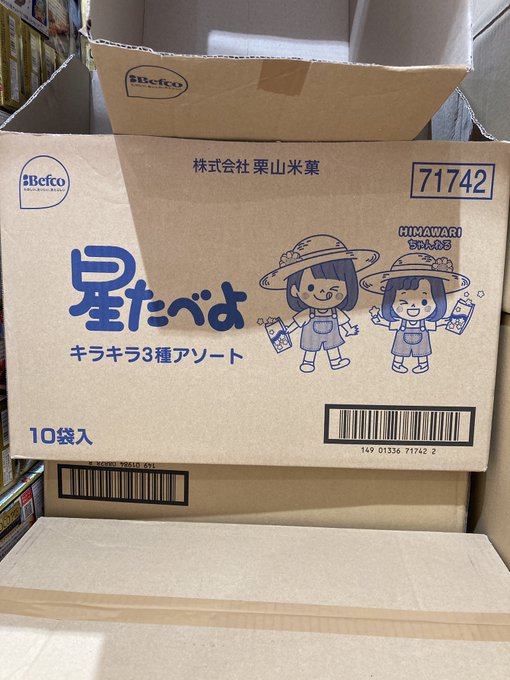 Befco
Befco
株式会社 栗山米菓
71742
HIMAWARI
ちゃんねる
星たべよ
キラキラ3種アソート
10袋入
149 01336 71742 2